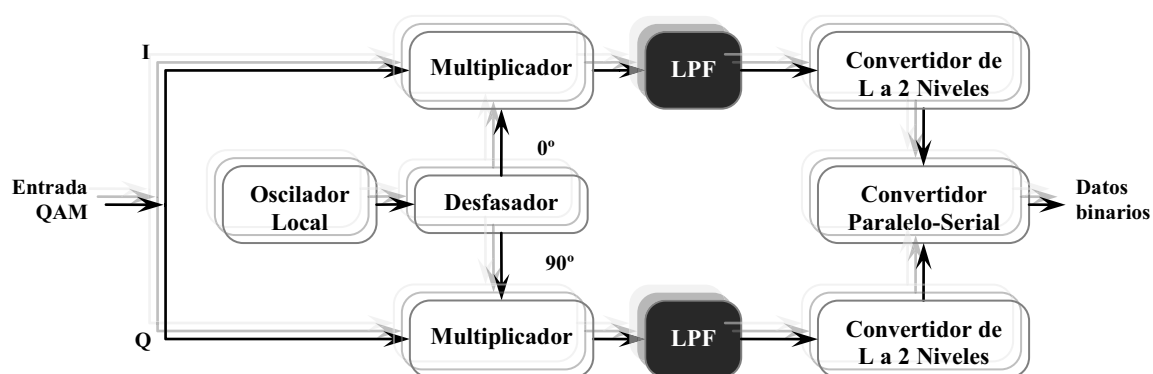 I
Multiplicador
LPF
Convertidor de
L a 2 Niveles
0º
Entrada
QAM
Oscilador
Local
Desfasador
Convertidor
Paralelo-Serial
Datos
binarios
90º
Q
Multiplicador
LPF
Convertidor de
L a 2 Niveles